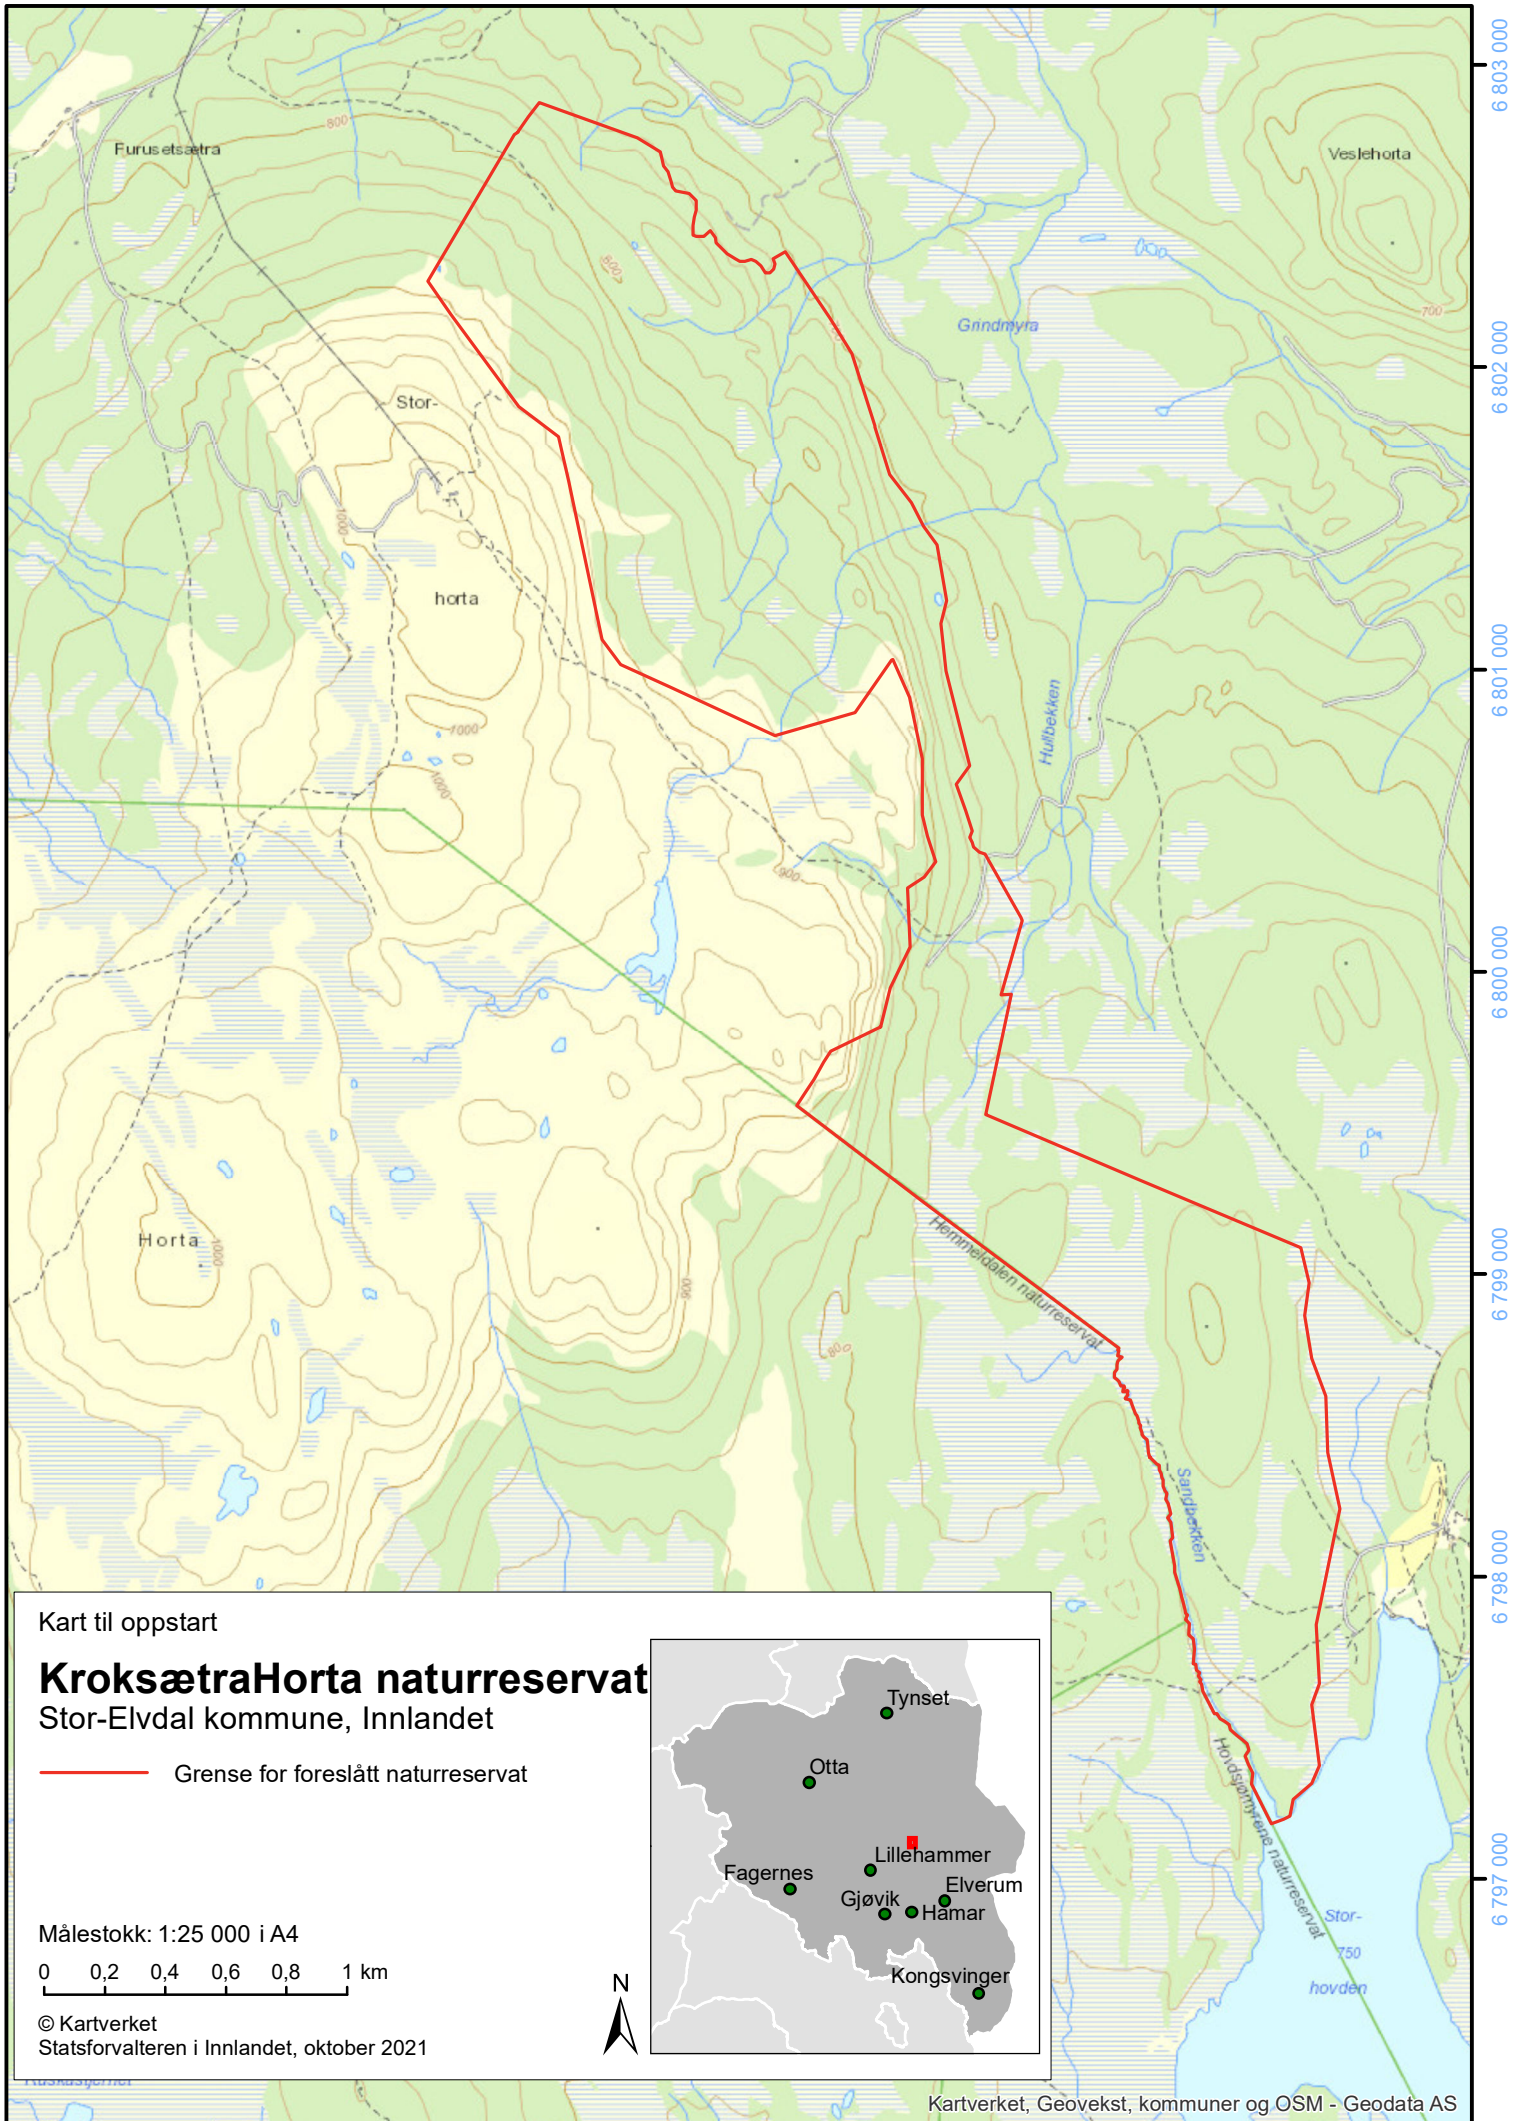 6 803 000
800
Furusetsætra
Veslehorta
700
Grindmyra
600
6 802 000
Stor-
1000
horta
6 801 000
Hullbekken
1000
1000
900
6 800 000
Hemmeldalen naturreservat
Horta
1000
6 799 000
900
800
Sandbekken
6 798 000
Hovdsjømyrene naturreservat
6 797 000
Stor-
750
hovden
Kart til oppstart
KroksætraHorta naturreservat
Stor-Elvdal kommune, Innlandet
Grense for foreslått naturreservat
Målestokk: 1:25 000 i A4
0 0,2 0,4 0,6 0,8 1 km
© Kartverket
Statsforvalteren i Innlandet, oktober 2021
N
Tynset
Otta
Lillehammer
Fagernes
Elverum
Gjøvik
Hamar
Kongsvinger
Kartverket, Geovekst, kommuner og OSM - Geodata AS